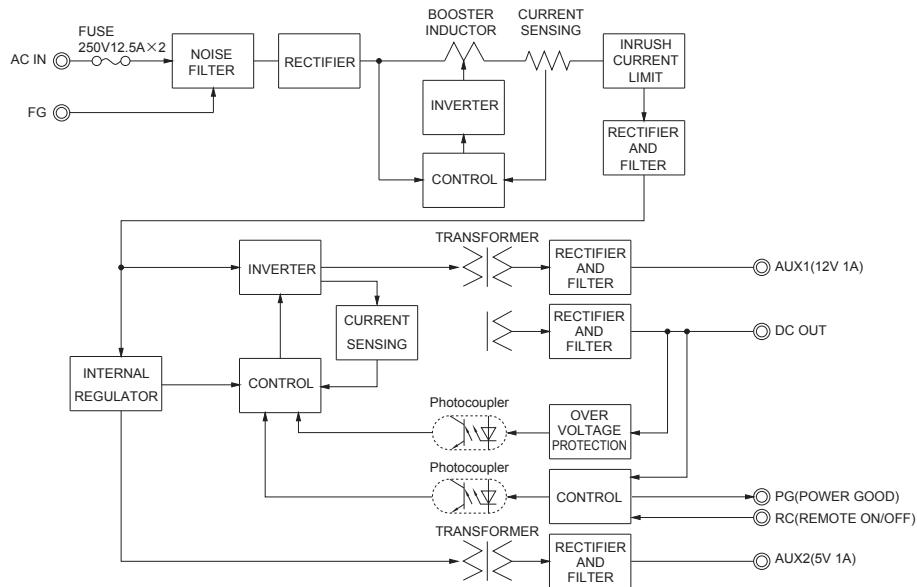 FUSE
250V12.5A×2
BOOSTER
INDUCTOR
CURRENT
SENSING
AC IN
NOISE
FILTER
RECTIFIER
INRUSH
CURRENT
LIMIT
FG
INVERTER
RECTIFIER
AND
FILTER
CONTROL
TRANSFORMER
INVERTER
RECTIFIER
AND
FILTER
AUX1(12V 1A)
CURRENT
SENSING
RECTIFIER
AND
FILTER
DC OUT
INTERNAL
REGULATOR
CONTROL
Photocoupler
OVER
VOLTAGE
PROTECTION
Photocoupler
CONTROL
PG(POWER GOOD)
RC(REMOTE ON/OFF)
TRANSFORMER
RECTIFIER
AND
FILTER
AUX2(5V 1A)